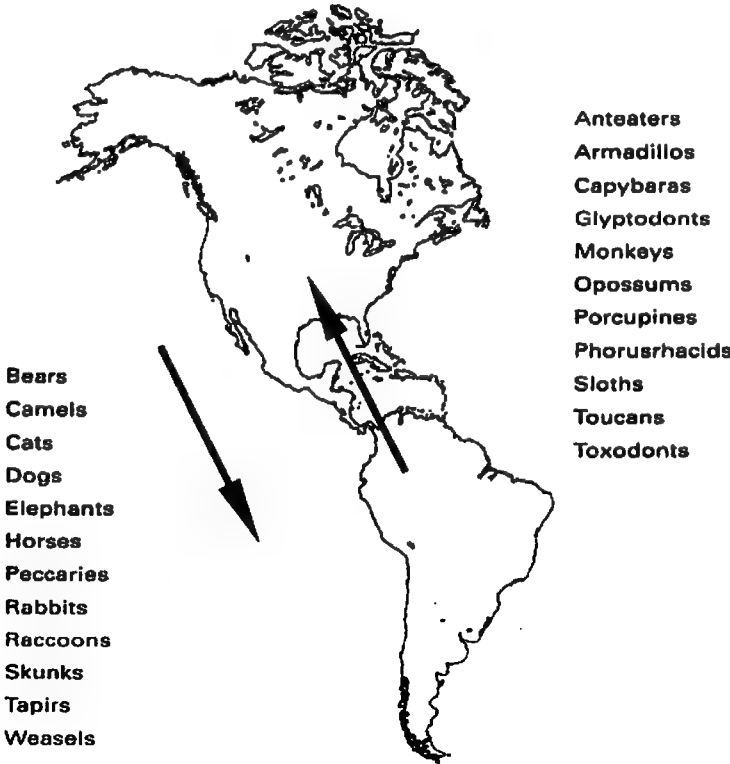 Anteaters
Armadillos
Capybaras
Glyptodonts
Monkeys
Opossums
Porcupines
Phorusrhacids
Sloths
Toucans
Toxodonts
Bears
Camels
Cats
Dogs
Elephants
Horses
Peccaries
Rabbits
Raccoons
Skunks
Tapirs
Weasels